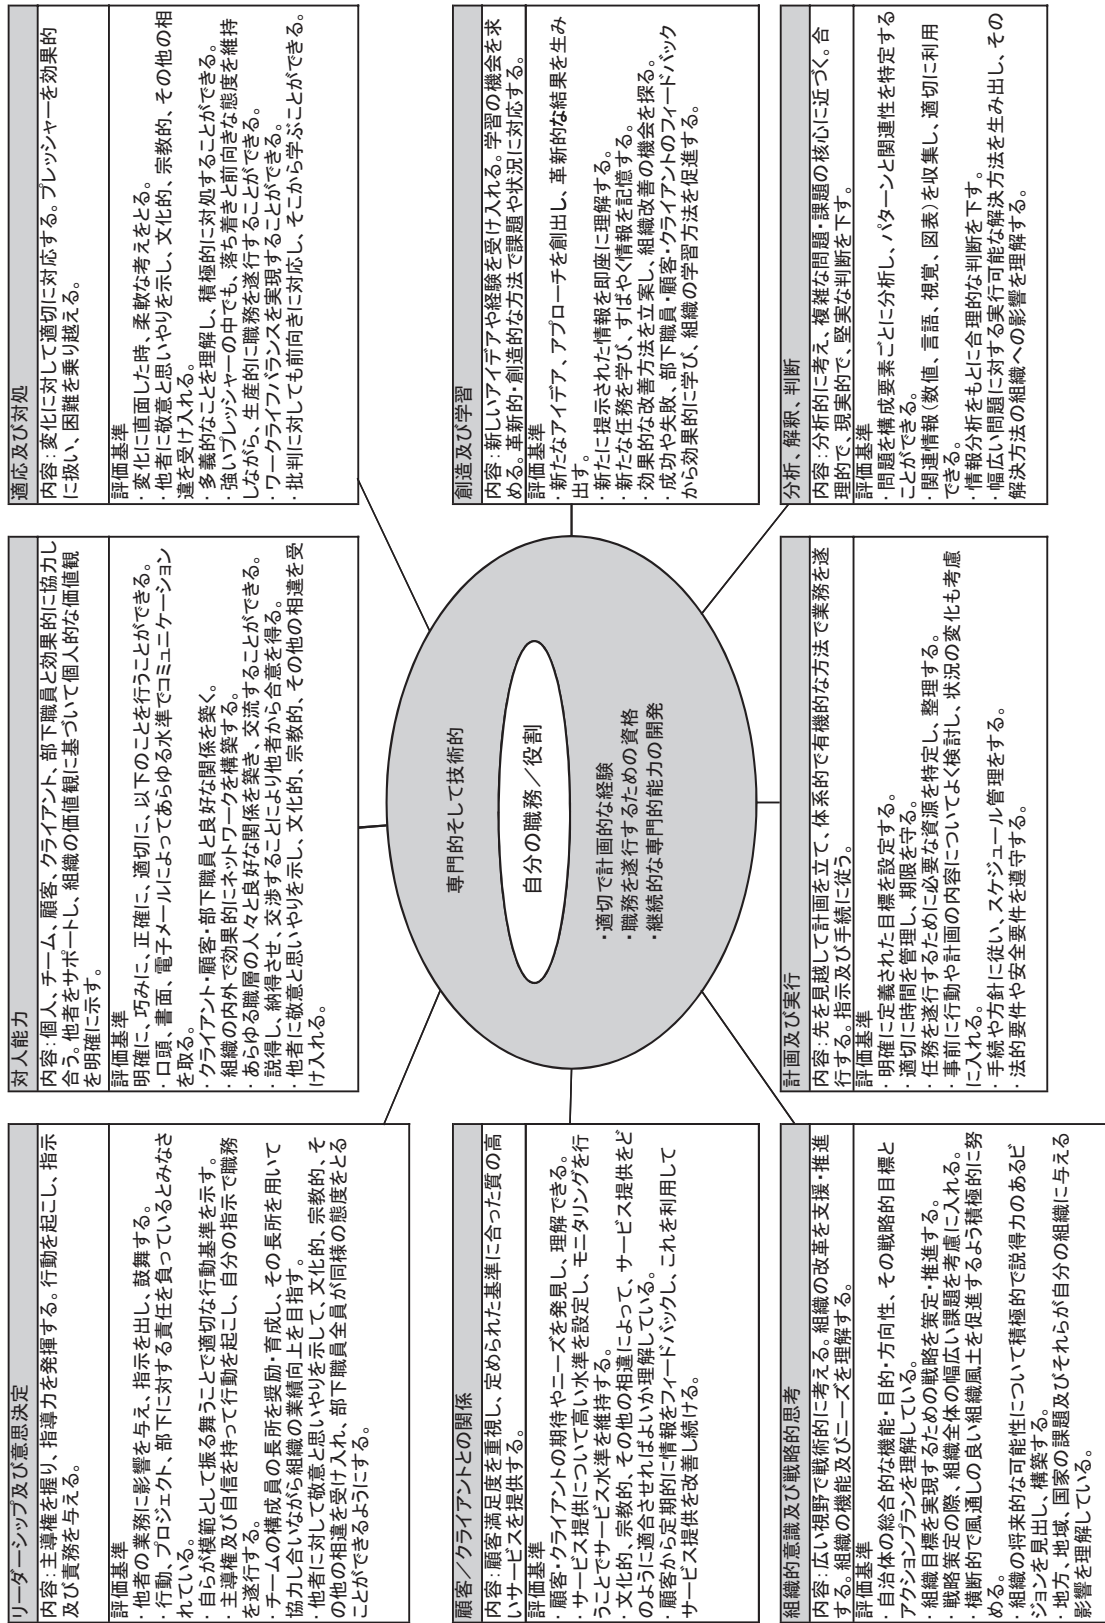 リーダーシップ及び意思決定
内容：主導権を握り、指導力を発揮する。行動を起こし、指示
及び責務を与える。
評価基準
・他者の業務に影響を与え、指示を出し、鼓舞する。
・行動、プロジェクト、部下に対する責任を負っているとみなさ
れている。
・自らが模範として振る舞うことで適切な行動基準を示す。
・主導権及び自信を持って行動を起こし、自分の指示で職務
を遂行する。
・チームの構成員の長所を奨励・育成し、その長所を用いて
協力し合いながら組織の業績向上を目指す。
・他者に対して敬意と思いやりを示して、文化的、宗教的、そ
の他の相違を受け入れ、部下職員全員が同様の態度をとる
ことができるようにする。
対人能力
内容：個人、チーム、顧客、クライアント、部下職員と効果的に協力し
合う。他者をサポートし、組織の価値観に基づいて個人的な価値観
を明確に示す。
評価基準
明確に、巧みに、正確に、適切に、以下のことを行うことができる。
・口頭、書面、電子メールによってあらゆる水準でコミュニケーション
を取る。
・クライアント・顧客・部下職員と良好な関係を築く。
・組織の内外で効果的にネットワークを構築する。
・あらゆる職層の人々と良好な関係を築き、交流することができる。
・説得し、納得させ、交渉することにより他者から合意を得る。
・他者に敬意と思いやりを示し、文化的、宗教的、その他の相違を受
け入れる。
適応及び対処
内容：変化に対して適切に対応する。プレッシャーを効果的
に扱い、困難を乗り越える。
評価基準
・変化に直面した時、柔軟な考えをとる。
・他者に敬意と思いやりを示し、文化的、宗教的、その他の相
違を受け入れる。
・多義的なことを理解し、積極的に対処することができる。
・強いプレッシャーの中でも、落ち着きと前向きな態度を維持
しながら、生産的に職務を遂行することができる。
・ワークライフバランスを実現することができる。
・批判に対しても前向きに対応し、そこから学ぶことができる。
顧客／クライアントとの関係
内容：顧客満足度を重視し、定められた基準に合った質の高
いサービスを提供する。
評価基準
・顧客・クライアントの期待やニーズを発見し、理解できる。
・サービス提供について高い水準を設定し、モニタリングを行
うことでサービス水準を維持する。
・文化的、宗教的、その他の相違によって、サービス提供をど
のように適合させればよいか理解している。
・顧客から定期的に情報をフィードバックし、これを利用して
サービス提供を改善し続ける。
専門的そして技術的
自分の職務／役割
・適切で計画的な経験
・職務を遂行するための資格
・継続的な専門的能力の開発
創造及び学習
内容：新しいアイデアや経験を受け入れる。学習の機会を求
める。革新的・創造的な方法で課題や状況に対応する。
評価基準
・新たなアイデア、アプローチを創出し、革新的な結果を生み
出す。
・新たに提示された情報を即座に理解する。
・新たな任務を学び、すばやく情報を記憶する。
・効果的な改善方法を立案し、組織改善の機会を探る。
・成功や失敗、部下職員・顧客・クライアントのフィードバック
から効果的に学び、組織の学習方法を促進する。
組織的意識及び戦略的思考
内容：広い視野で戦術的に考える。組織の改革を支援・推進
する。組織の機能及びニーズを理解する。
評価基準
・自治体の総合的な機能・目的・方向性、その戦略的目標と
アクションプランを理解している。
・組織目標を実現するための戦略を策定・推進する。
・戦略策定の際、組織全体の幅広い課題を考慮に入れる。
・横断的で風通しの良い組織風土を促進するよう積極的に努
める。
・組織の将来的な可能性について積極的で説得力のあるビ
ジョンを見出し、構築する。
・地方、地域、国家の課題及びそれらが自分の組織に与える
影響を理解している。
計画及び実行
内容：先を見越して計画を立て、体系的で有機的な方法で業務を遂
行する。指示及び手続に従う。
評価基準
・明確に定義された目標を設定する。
・適切に時間を管理し、期限を守る。
・任務を遂行するために必要な資源を特定し、整理する。
・事前に行動や計画の内容についてよく検討し、状況の変化も考慮
に入れる。
・手続や方針に従い、スケジュール管理をする。
・法的要件や安全要件を遵守する。
分析、解釈、判断
内容：分析的に考え、複雑な問題・課題の核心に近づく。合
理的で、現実的で、堅実な判断を下す。
評価基準
・問題を構成要素ごとに分析し、パターンと関連性を特定する
ことができる。
・関連情報（数値、言語、視覚、図表）を収集し、適切に利用
できる。
・情報分析をもとに合理的な判断を下す。
・幅広い問題に対する実行可能な解決方法を生み出し、その
解決方法の組織への影響を理解する。